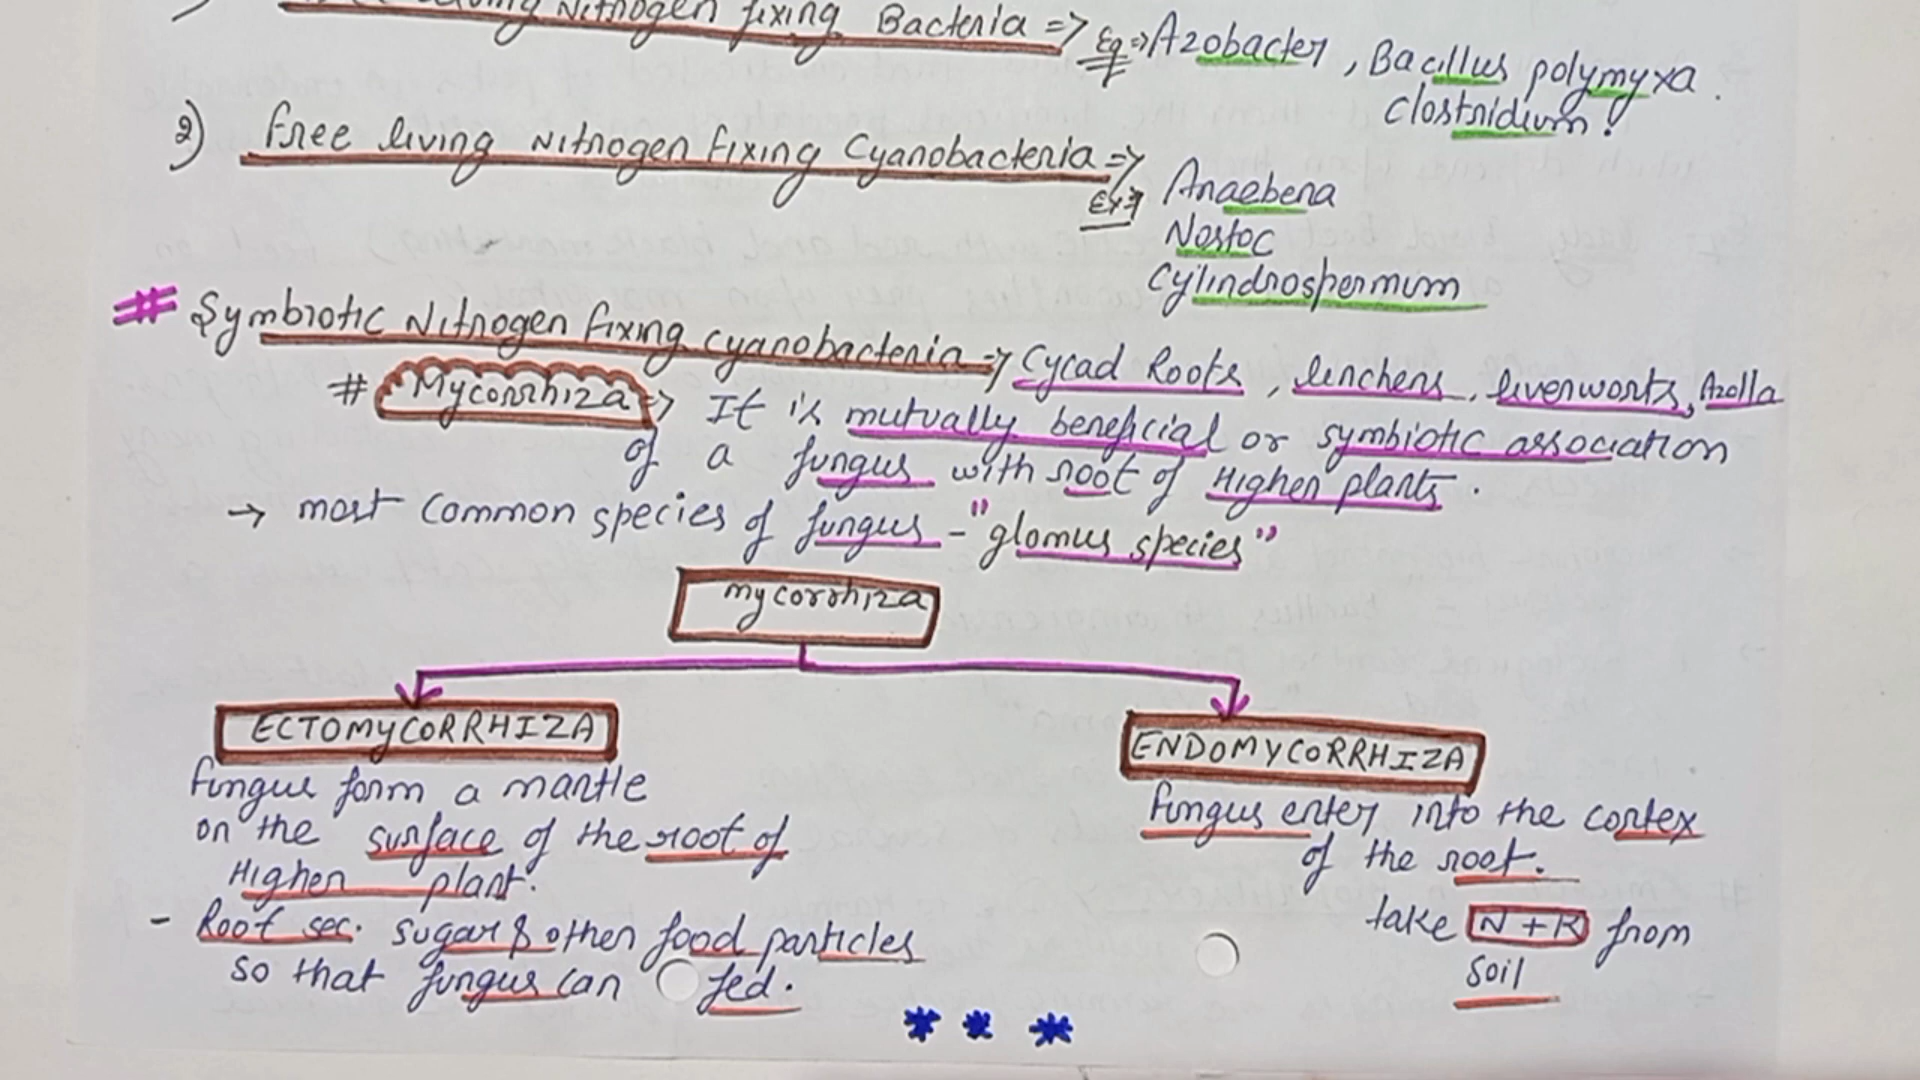 Nitrogen fixing Bacteria => Eg => Azobacter, Bacillus polymyxa.
Clostridium!
2) Free living Nitrogen Fixing Cyanobacteria =>
Ex => Anaebena
Nostoc
Cylindrospermum
# Symbiotic Nitrogen fixing cyanobacteria => Cycad Roots, linchens, liverworts, Azolla
# Mycorrhiza => It is mutually beneficial or symbiotic association
of a fungus with root of Higher plants.
→ most common species of fungus - "glomus species"
mycorrhiza
ECTOMYCORRHIZA
ENDOMYCORRHIZA
Fungus form a mantle
on the surface of the root of
Higher plant.
- Root sec. sugar & other food particles
so that fungus can fed.
Fungus enter into the cortex
of the root.
take N + K from
Soil
* * *